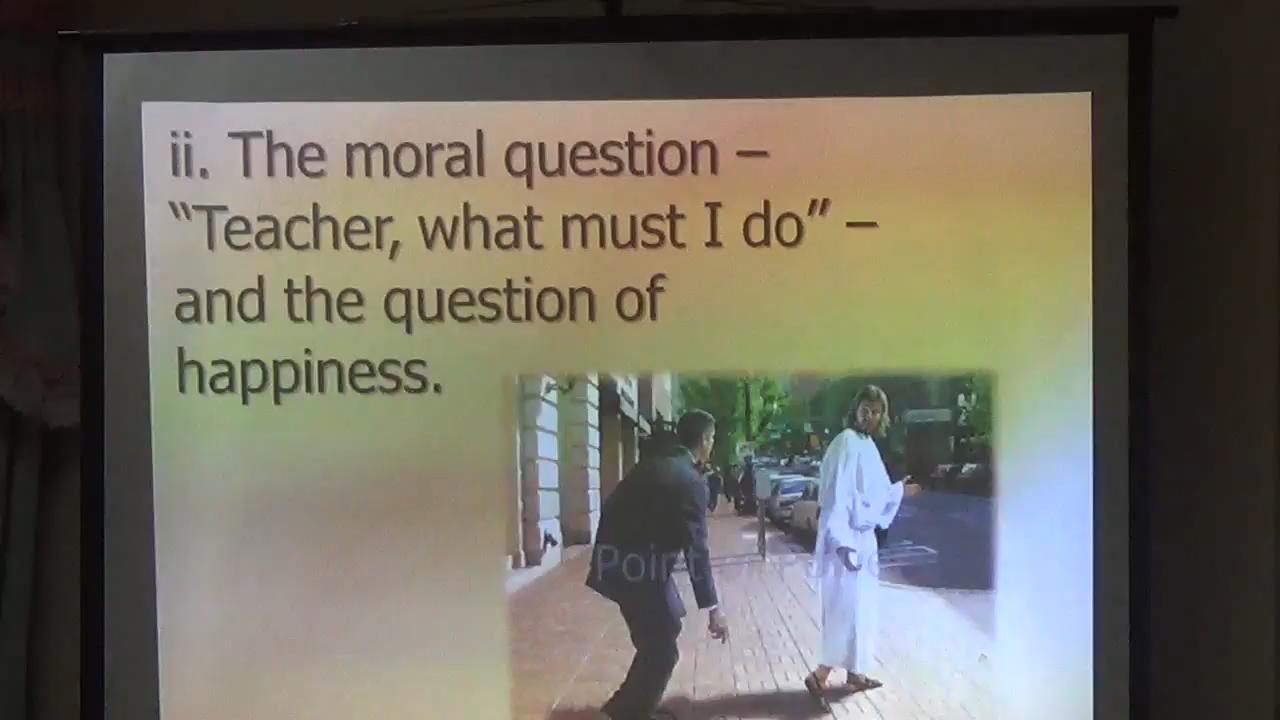 ii. The moral question –
“Teacher, what must I do” –
and the question of
happiness.